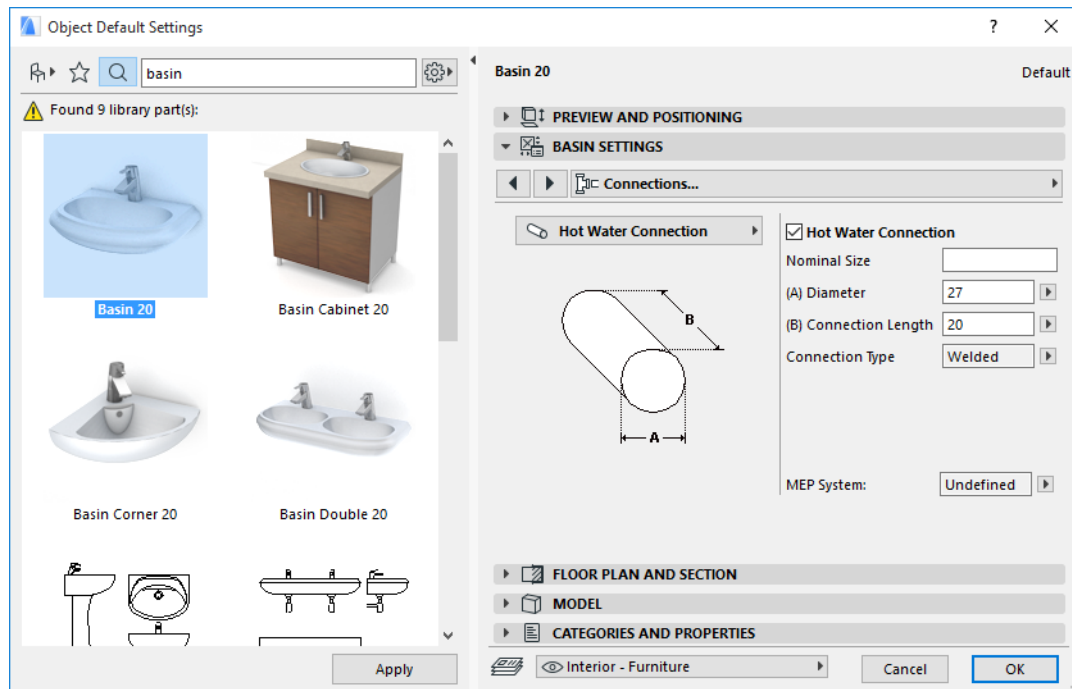 Object Default Settings
?
basin
Found 9 library part(s):
Basin 20
Basin Cabinet 20
Basin Corner 20
Basin Double 20
Apply
Basin 20
Default
PREVIEW AND POSITIONING
BASIN SETTINGS
Connections...
Hot Water Connection
B
A
Hot Water Connection
Nominal Size
(A) Diameter
27
(B) Connection Length
20
Connection Type
Welded
MEP System:
Undefined
FLOOR PLAN AND SECTION
MODEL
CATEGORIES AND PROPERTIES
Interior - Furniture
Cancel
OK